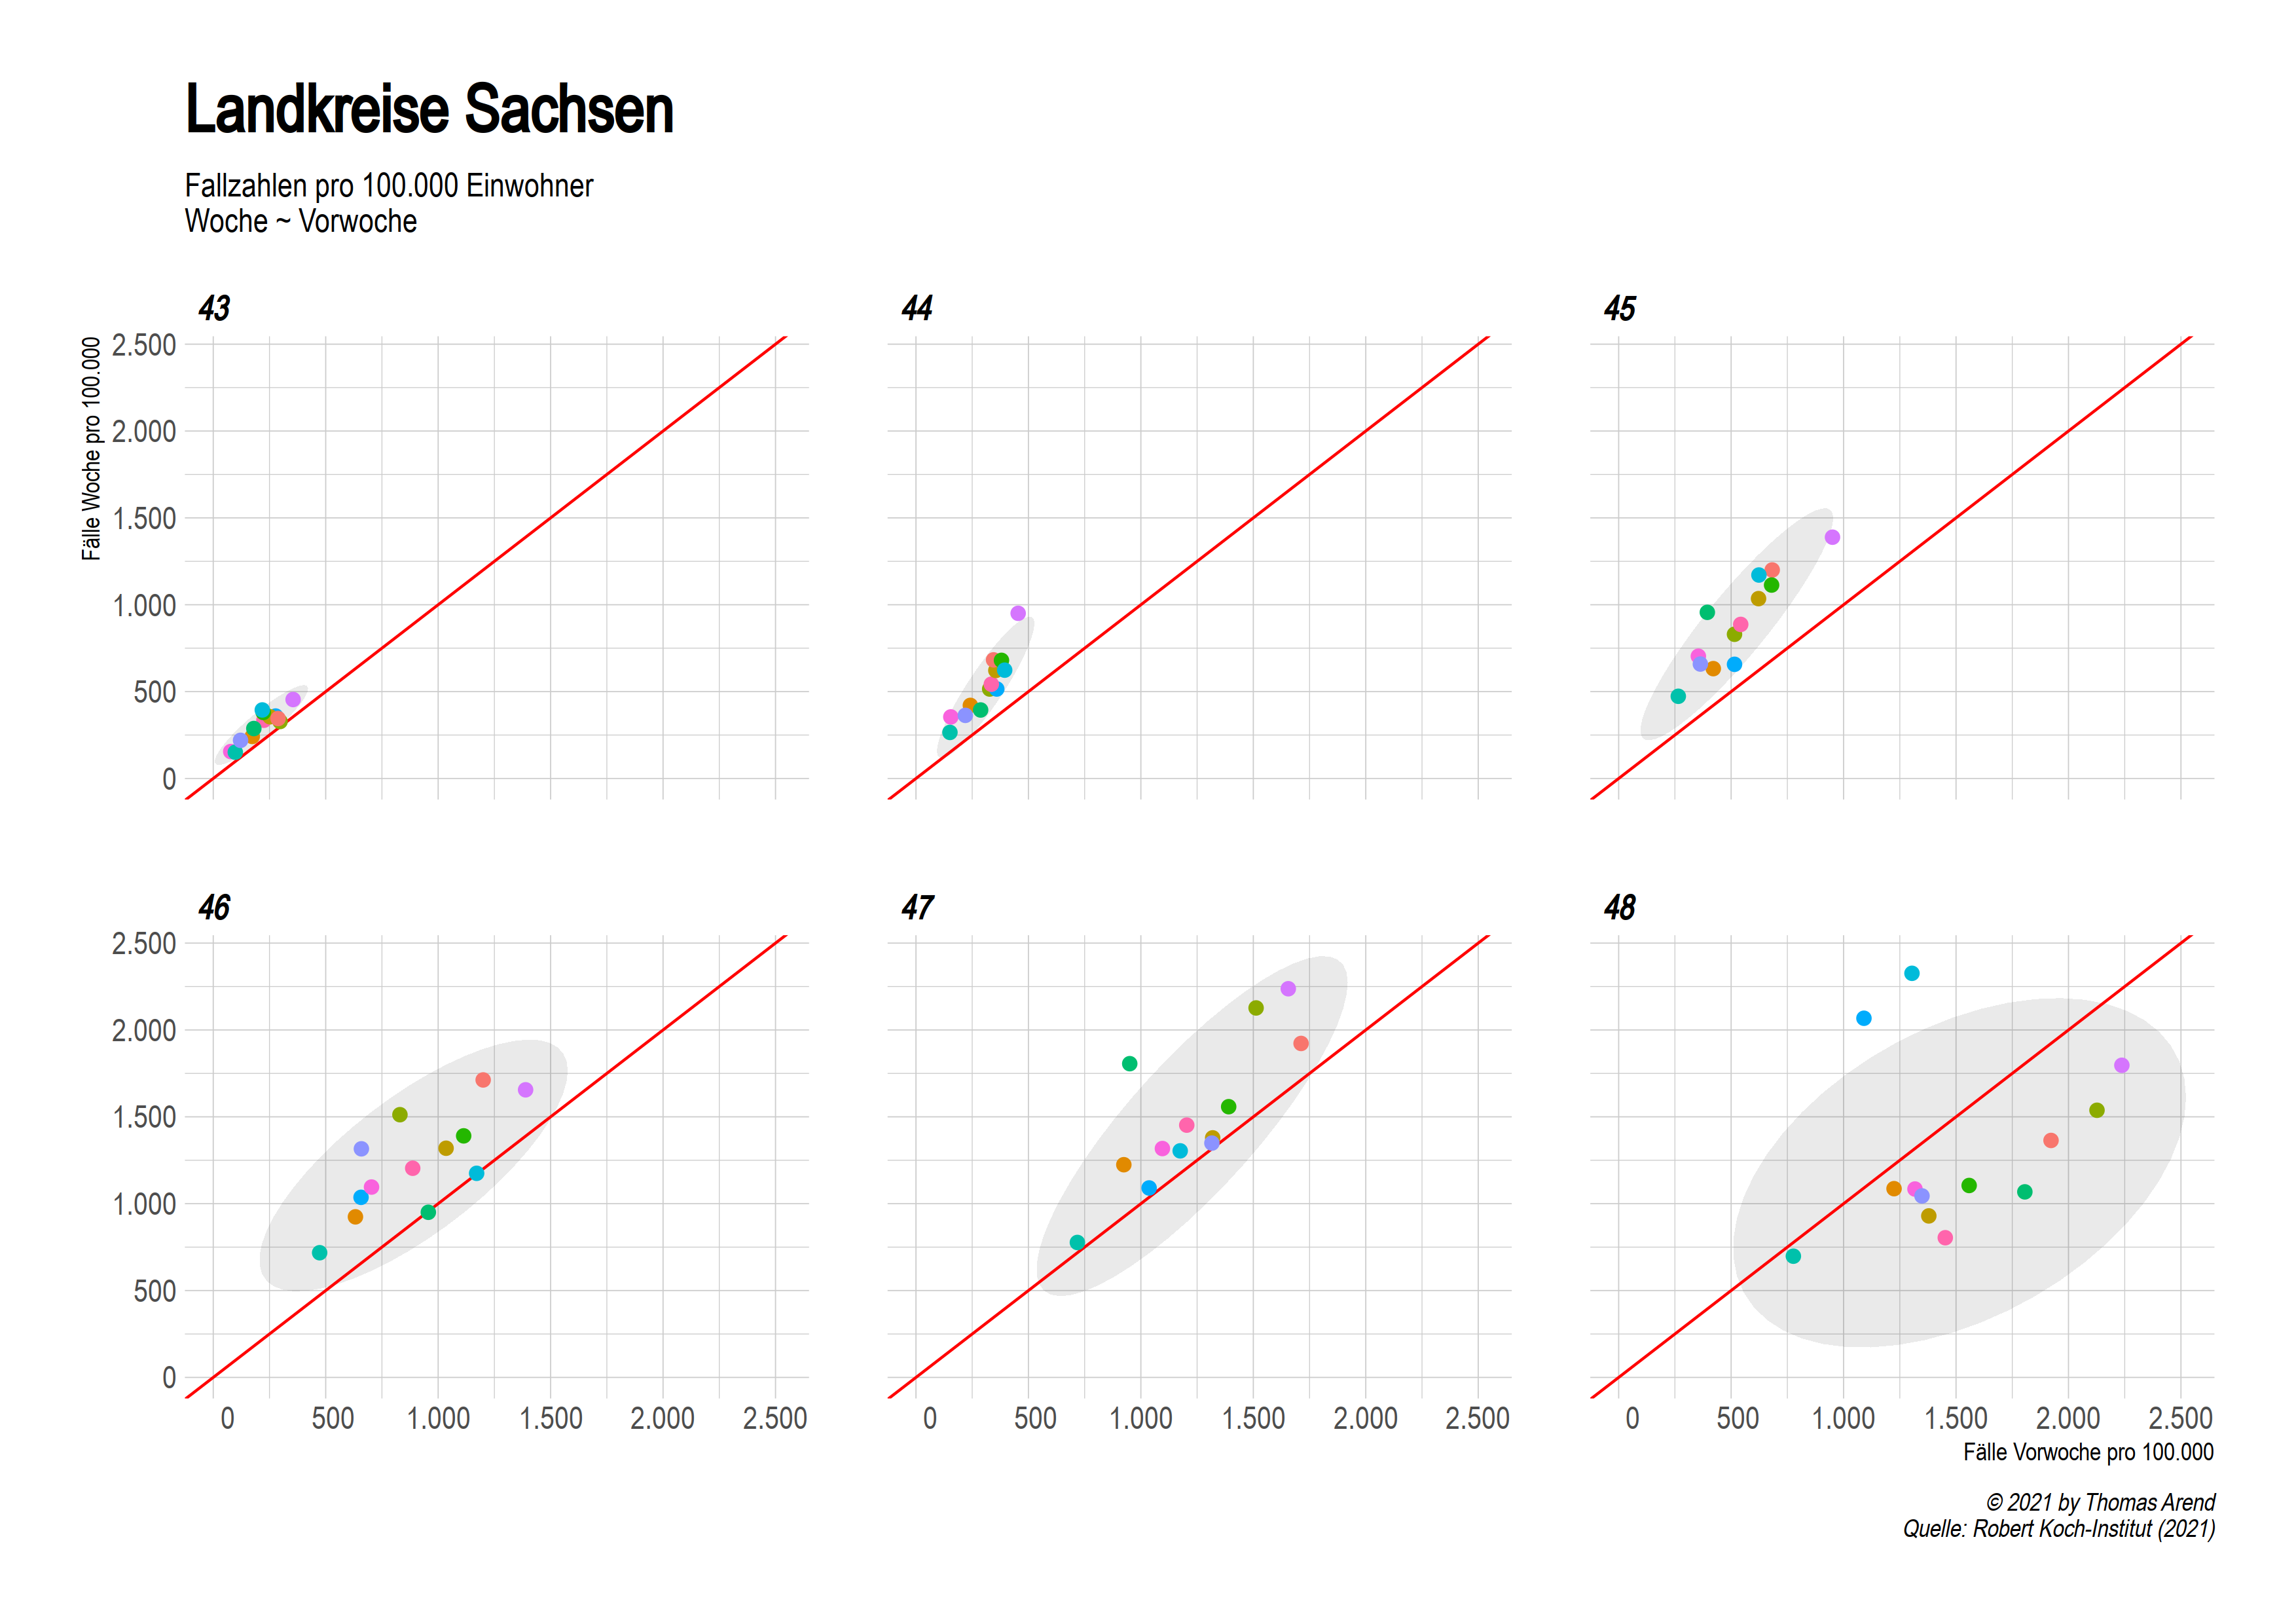 Landkreise Sachsen
Fallzahlen pro 100.000 Einwohner
Woche ~ Vorwoche
43
44
45
Fälle Woche pro 100.000
2.500
2.000
1.500
1.000
500
0
46
47
48
2.500
2.000
1.500
1.000
500
0
0 500 1.000 1.500 2.000 2.500
0 500 1.000 1.500 2.000 2.500
0 500 1.000 1.500 2.000 2.500
Fälle Vorwoche pro 100.000
© 2021 by Thomas Arend
Quelle: Robert Koch-Institut (2021)